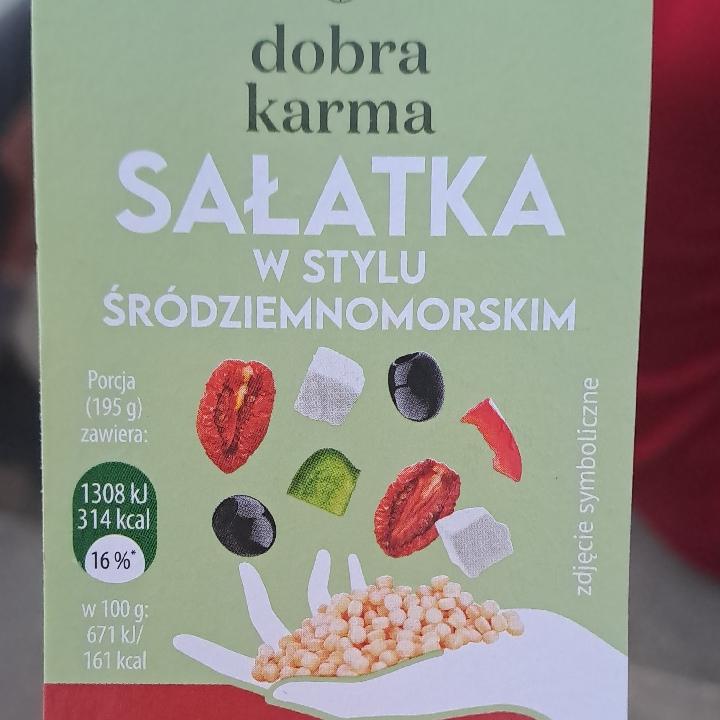 dobra
karma
SAŁATKA
W STYLU
ŚRÓDZIEMNOMORSKIM
Porcja
(195 g)
zawiera:
1308 kJ
314 kcal
16 %*
w 100 g:
671 kJ/
161 kcal
zdjęcie symboliczne